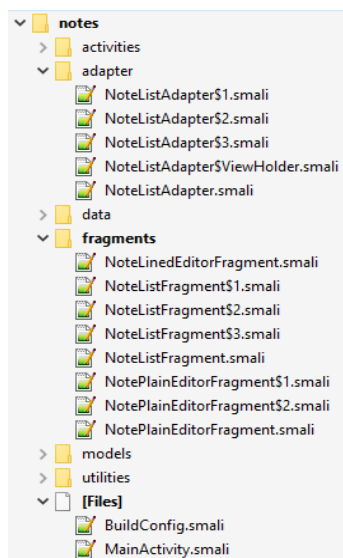 notes
activities
adapter
NoteListAdapter$1.smali
NoteListAdapter$2.smali
NoteListAdapter$3.smali
NoteListAdapter$ViewHolder.smali
NoteListAdapter.smali
data
fragments
NoteLinedEditorFragment.smali
NoteListFragment$1.smali
NoteListFragment$2.smali
NoteListFragment$3.smali
NoteListFragment.smali
NotePlainEditorFragment$1.smali
NotePlainEditorFragment$2.smali
NotePlainEditorFragment.smali
models
utilities
[Files]
BuildConfig.smali
MainActivity.smali